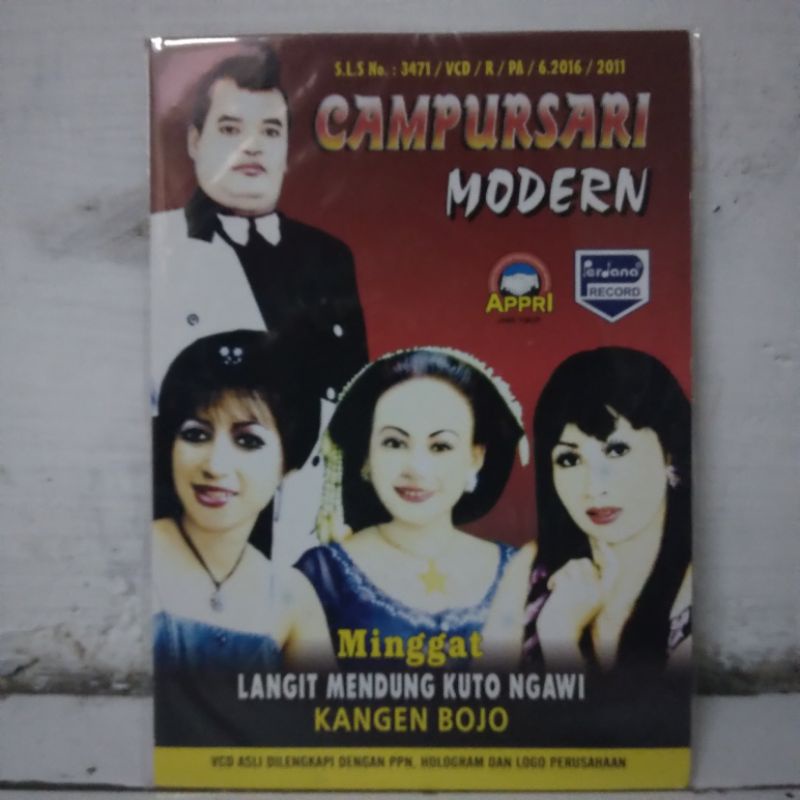 S.L.S No. : 3471 / VCD / R / PA / 6.2016 / 2011
CAMPURSARI
MODERN
APPRI
Perdana
RECORD
Minggat
LANGIT MENDUNG KUTO NGAWI
KANGEN BOJO
VCD ASLI DILENGKAPI DENGAN PPN, HOLOGRAM DAN LOGO PERUSAHAAN